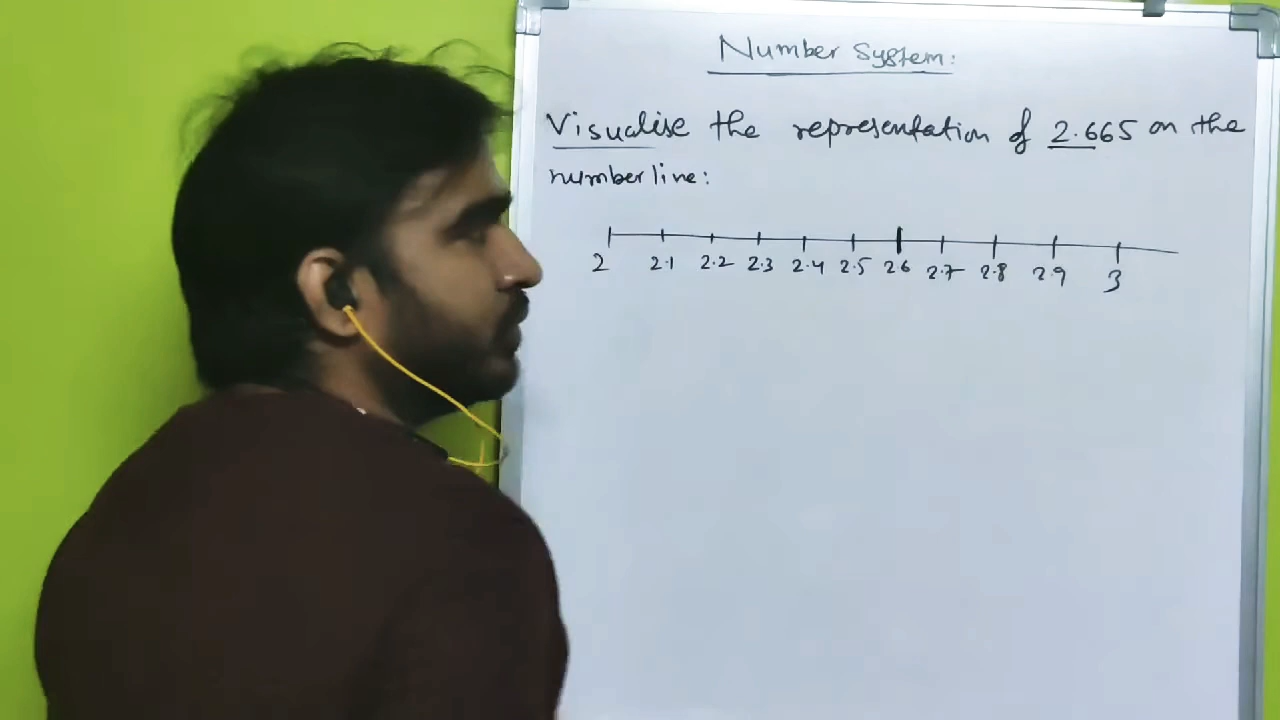 Number System:
Visualise the representation of 2.665 on the
number line:
2 2.1 2.2 2.3 2.4 2.5 2.6 2.7 2.8 2.9 3